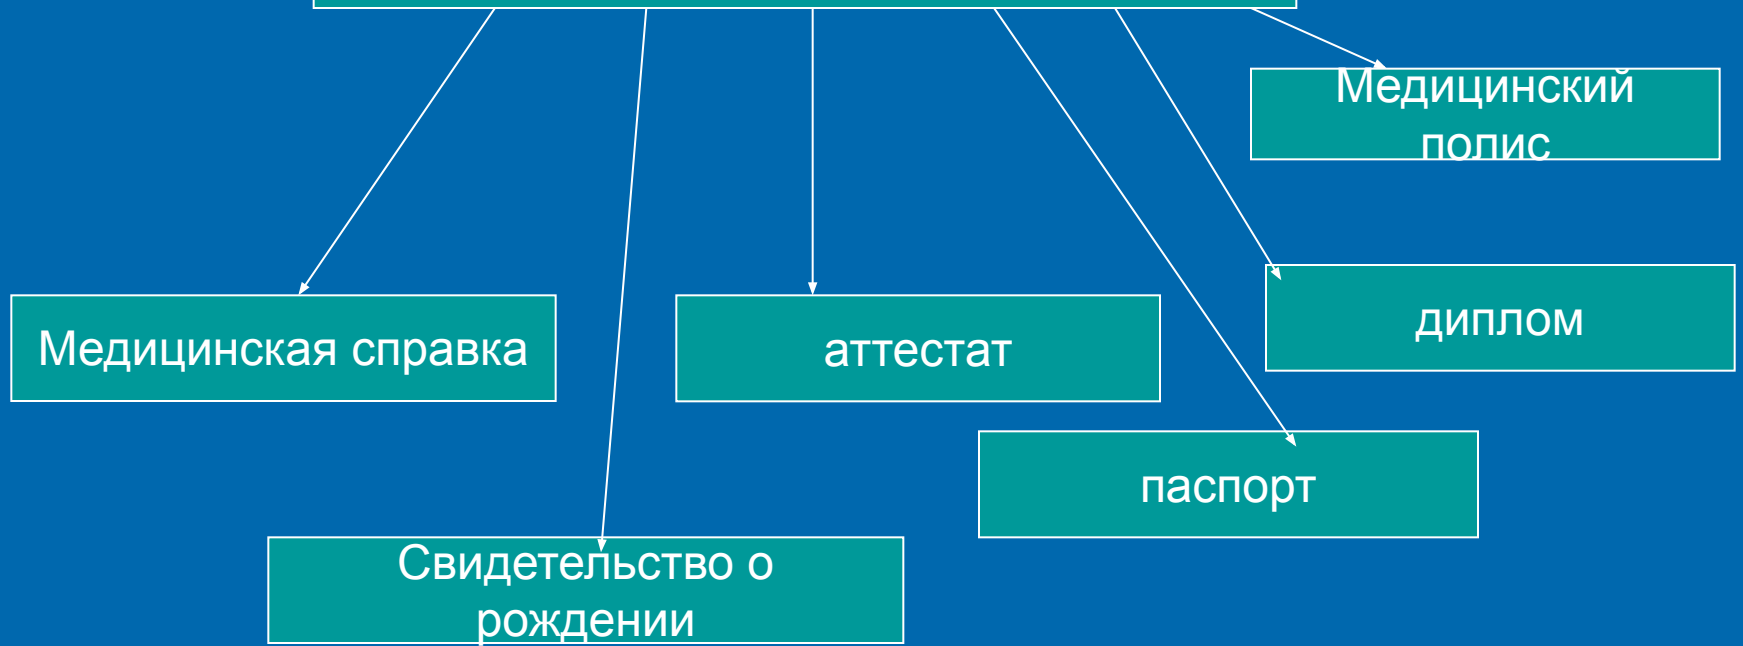 Медицинский
полис
диплом
Медицинская справка
аттестат
паспорт
Свидетельство о
рождении